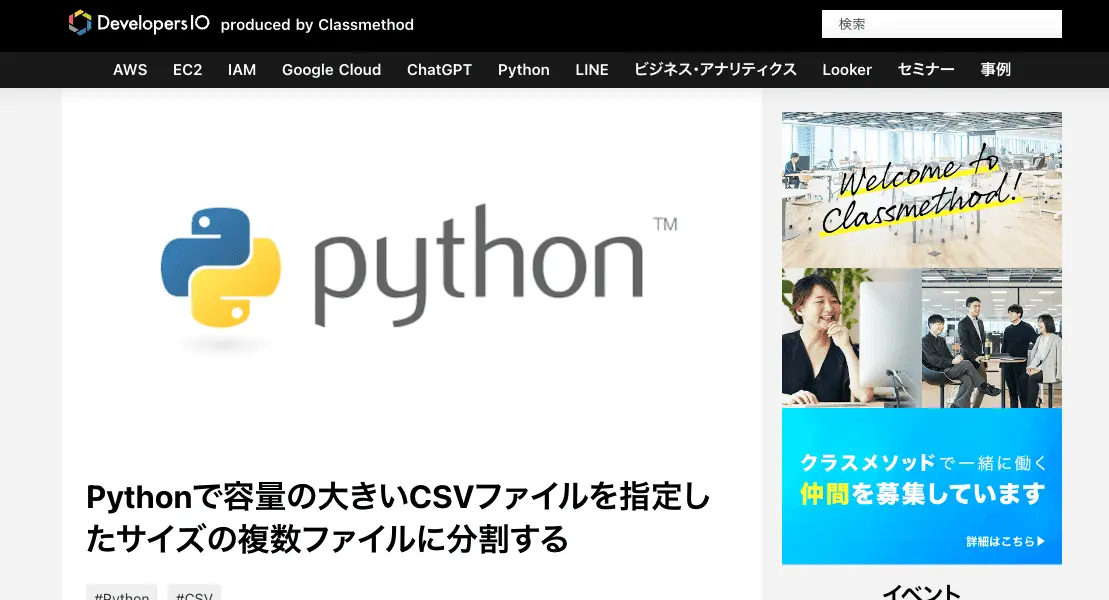 DevelopersIO produced by Classmethod
検索
AWS EC2 IAM Google Cloud ChatGPT Python LINE ビジネス・アナリティクス Looker セミナー 事例
python™
Welcome to
Classmethod!
クラスメソッドで一緒に働く
仲間を募集しています
詳細はこちら▶
Pythonで容量の大きいCSVファイルを指定し
たサイズの複数ファイルに分割する
#Python #CSV
イベント